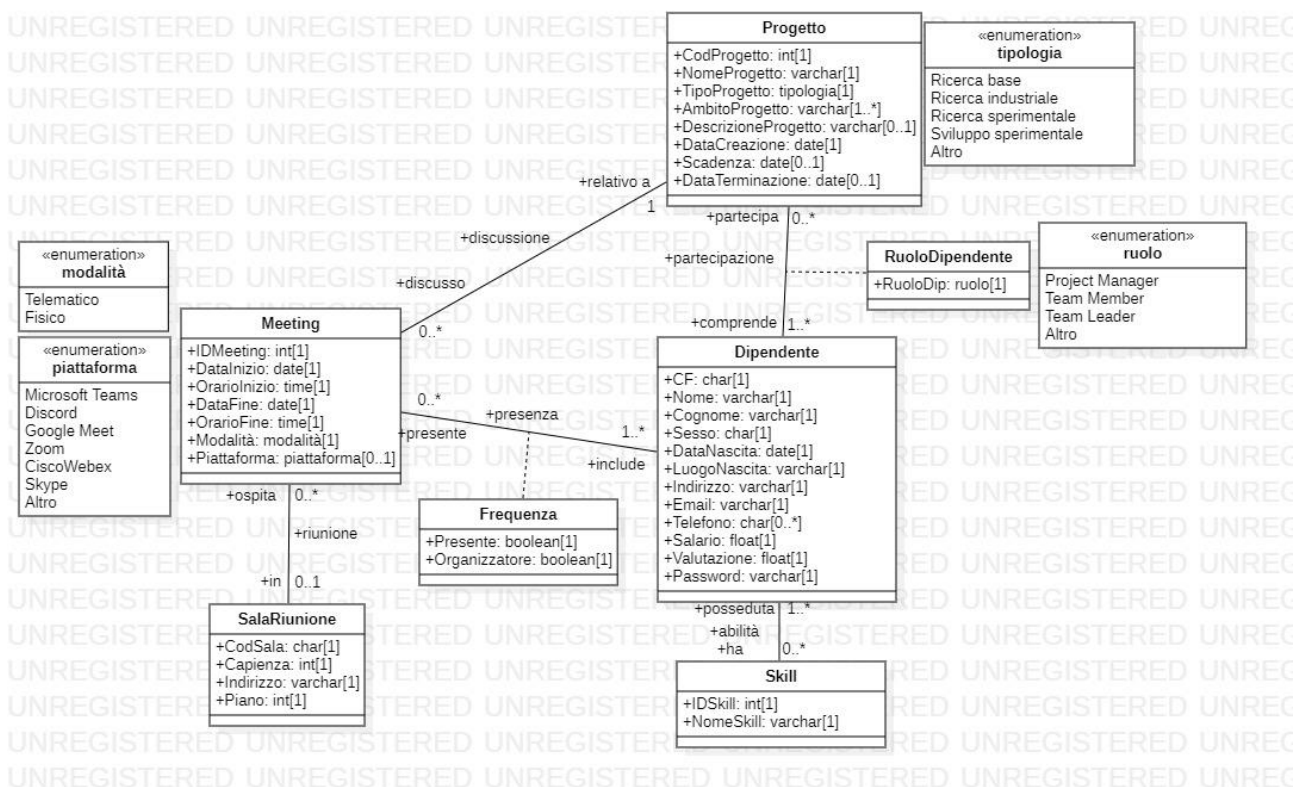 Progetto
+CodProgetto: int[1]
+NomeProgetto: varchar[1]
+TipoProgetto: tipologia[1]
+AmbitoProgetto: varchar[1..*]
+DescrizioneProgetto: varchar[0..1]
+DataCreazione: date[1]
+Scadenza: date[0..1]
+DataTerminazione: date[0..1]
«enumeration»
tipologia
Ricerca base
Ricerca industriale
Ricerca sperimentale
Sviluppo sperimentale
Altro
+relativo a
1
+discussione
+discusso
0..*
+partecipa
0..*
+partecipazione
+comprende
1..*
RuoloDipendente
+RuoloDip: ruolo[1]
«enumeration»
ruolo
Project Manager
Team Member
Team Leader
Altro
«enumeration»
modalità
Telematico
Fisico
«enumeration»
piattaforma
Microsoft Teams
Discord
Google Meet
Zoom
CiscoWebex
Skype
Altro
Meeting
+IDMeeting: int[1]
+DataInizio: date[1]
+OrarioInizio: time[1]
+DataFine: date[1]
+OrarioFine: time[1]
+Modalità: modalità[1]
+Piattaforma: piattaforma[0..1]
0..*
+presenza
+presente
1..*
+include
Dipendente
+CF: char[1]
+Nome: varchar[1]
+Cognome: varchar[1]
+Sesso: char[1]
+DataNascita: date[1]
+LuogoNascita: varchar[1]
+Indirizzo: varchar[1]
+Email: varchar[1]
+Telefono: char[0..*]
+Salario: float[1]
+Valutazione: float[1]
+Password: varchar[1]
Frequenza
+Presente: boolean[1]
+Organizzatore: boolean[1]
+ospita
0..*
+riunione
+in
0..1
SalaRiunione
+CodSala: char[1]
+Capienza: int[1]
+Indirizzo: varchar[1]
+Piano: int[1]
+posseduta
1..*
+abilità
+ha
0..*
Skill
+IDSkill: int[1]
+NomeSkill: varchar[1]
UNREGISTERED UNREGISTERED UNREGISTERED UNREGISTERED